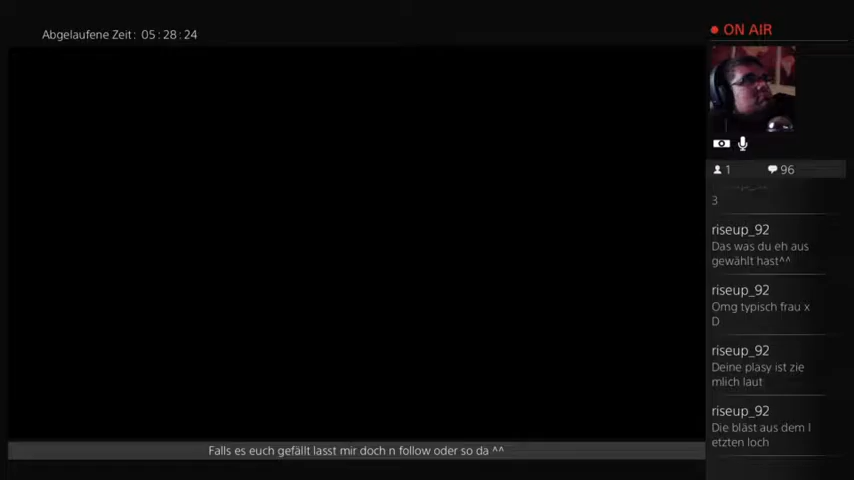 Abgelaufene Zeit: 05:28:24
ON AIR
1
96
3
riseup_92
Das was du eh aus
gewählt hast^^
riseup_92
Omg typisch frau x
D
riseup_92
Deine plasy ist zie
mlich laut
riseup_92
Die bläst aus dem l
etzten loch
Falls es euch gefällt lasst mir doch n follow oder so da ^^